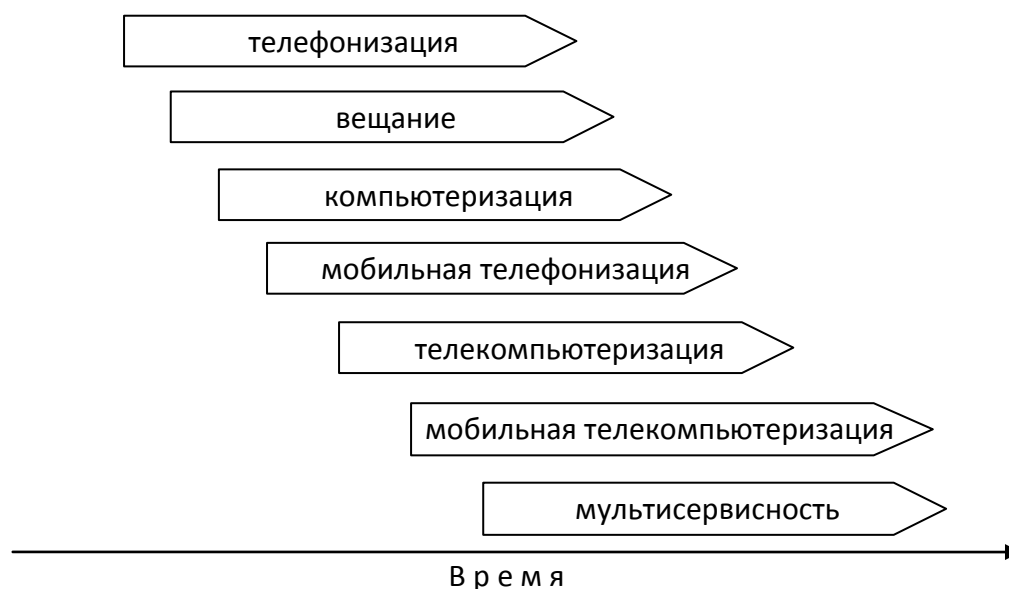 телефонизация
вещание
компьютеризация
мобильная телефонизация
телекомпьютеризация
мобильная телекомпьютеризация
мультисервисность
В р е м я